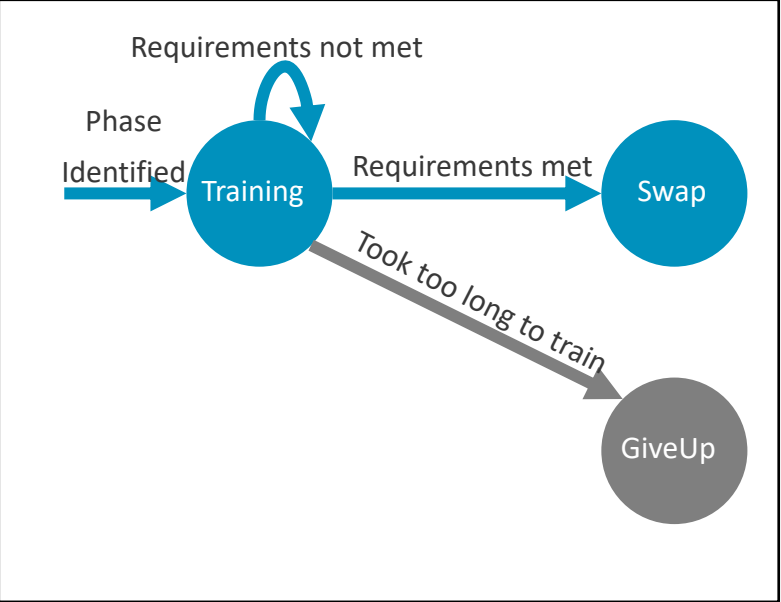 Requirements not met
Phase
Identified
Training
Requirements met
Swap
Took too long to train
GiveUp